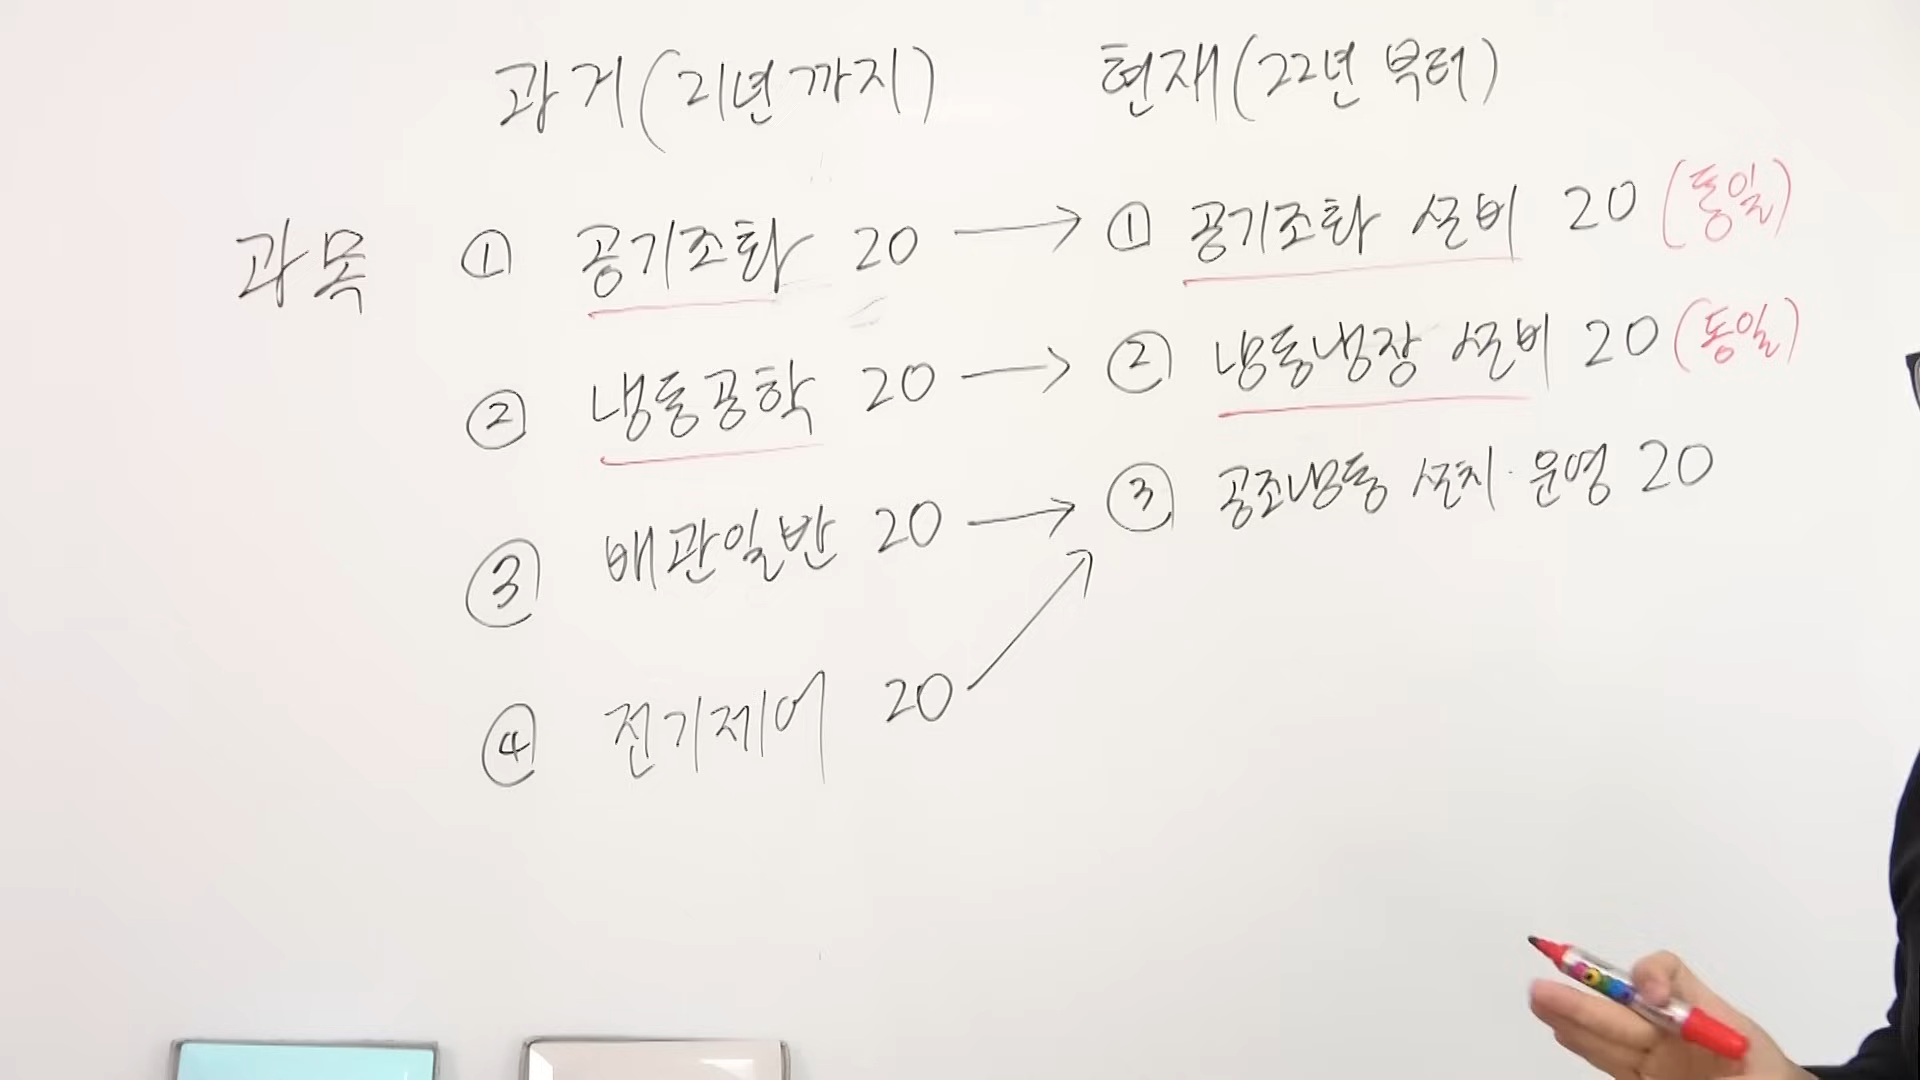 과거(21년까지) 현재(22년부터)
과목 ① 공기조화 20 → ① 공기조화 설비 20 (동일)
② 냉동공학 20 → ② 냉동냉장 설비 20 (동일)
③ 배관일반 20 → ③ 공조냉동 설치·운영 20
④ 전기제어 20